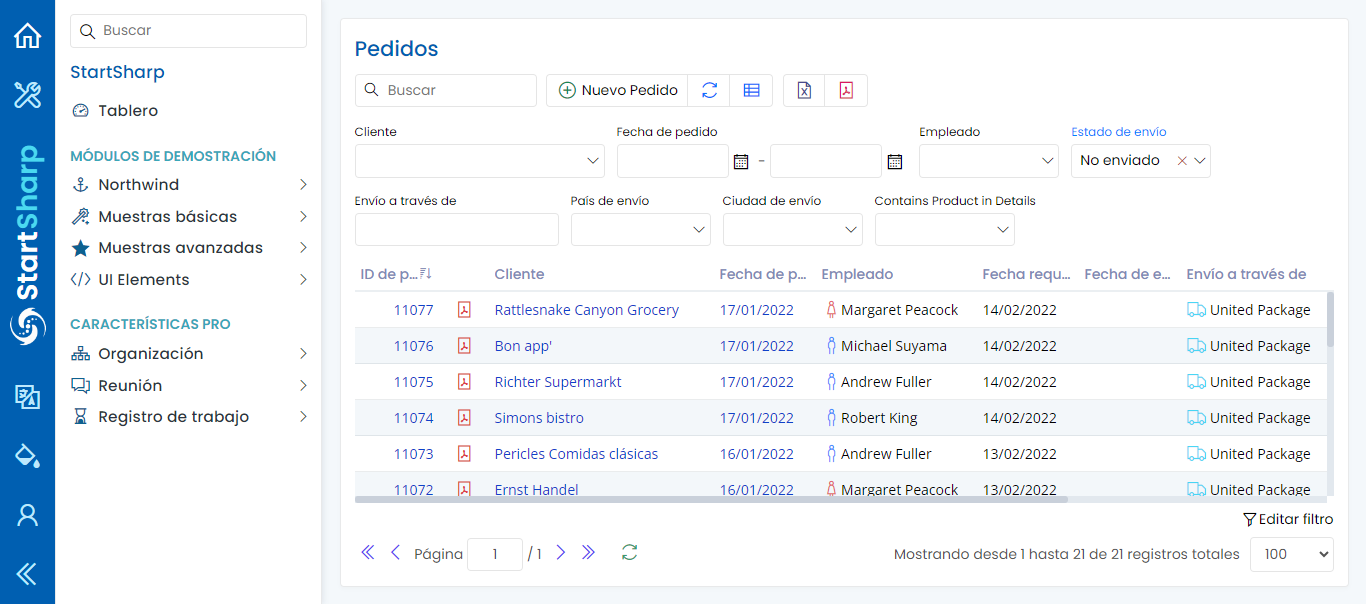 Buscar
StartSharp
Tablero
MÓDULOS DE DEMOSTRACIÓN
Northwind
Muestras básicas
Muestras avanzadas
UI Elements
CARACTERÍSTICAS PRO
Organización
Reunión
Registro de trabajo
StartSharp
Pedidos
Buscar
Nuevo Pedido
Cliente Fecha de pedido Empleado Estado de envío
- No enviado
Envío a través de País de envío Ciudad de envío Contains Product in Details
ID de p... Cliente Fecha de p... Empleado Fecha requ... Fecha de e... Envío a través de
11077 Rattlesnake Canyon Grocery 17/01/2022 Margaret Peacock 14/02/2022 United Package
11076 Bon app' 17/01/2022 Michael Suyama 14/02/2022 United Package
11075 Richter Supermarkt 17/01/2022 Andrew Fuller 14/02/2022 United Package
11074 Simons bistro 17/01/2022 Robert King 14/02/2022 United Package
11073 Pericles Comidas clásicas 16/01/2022 Andrew Fuller 13/02/2022 United Package
11072 Ernst Handel 16/01/2022 Margaret Peacock 13/02/2022 United Package
Editar filtro
Página 1 / 1 Mostrando desde 1 hasta 21 de 21 registros totales 100